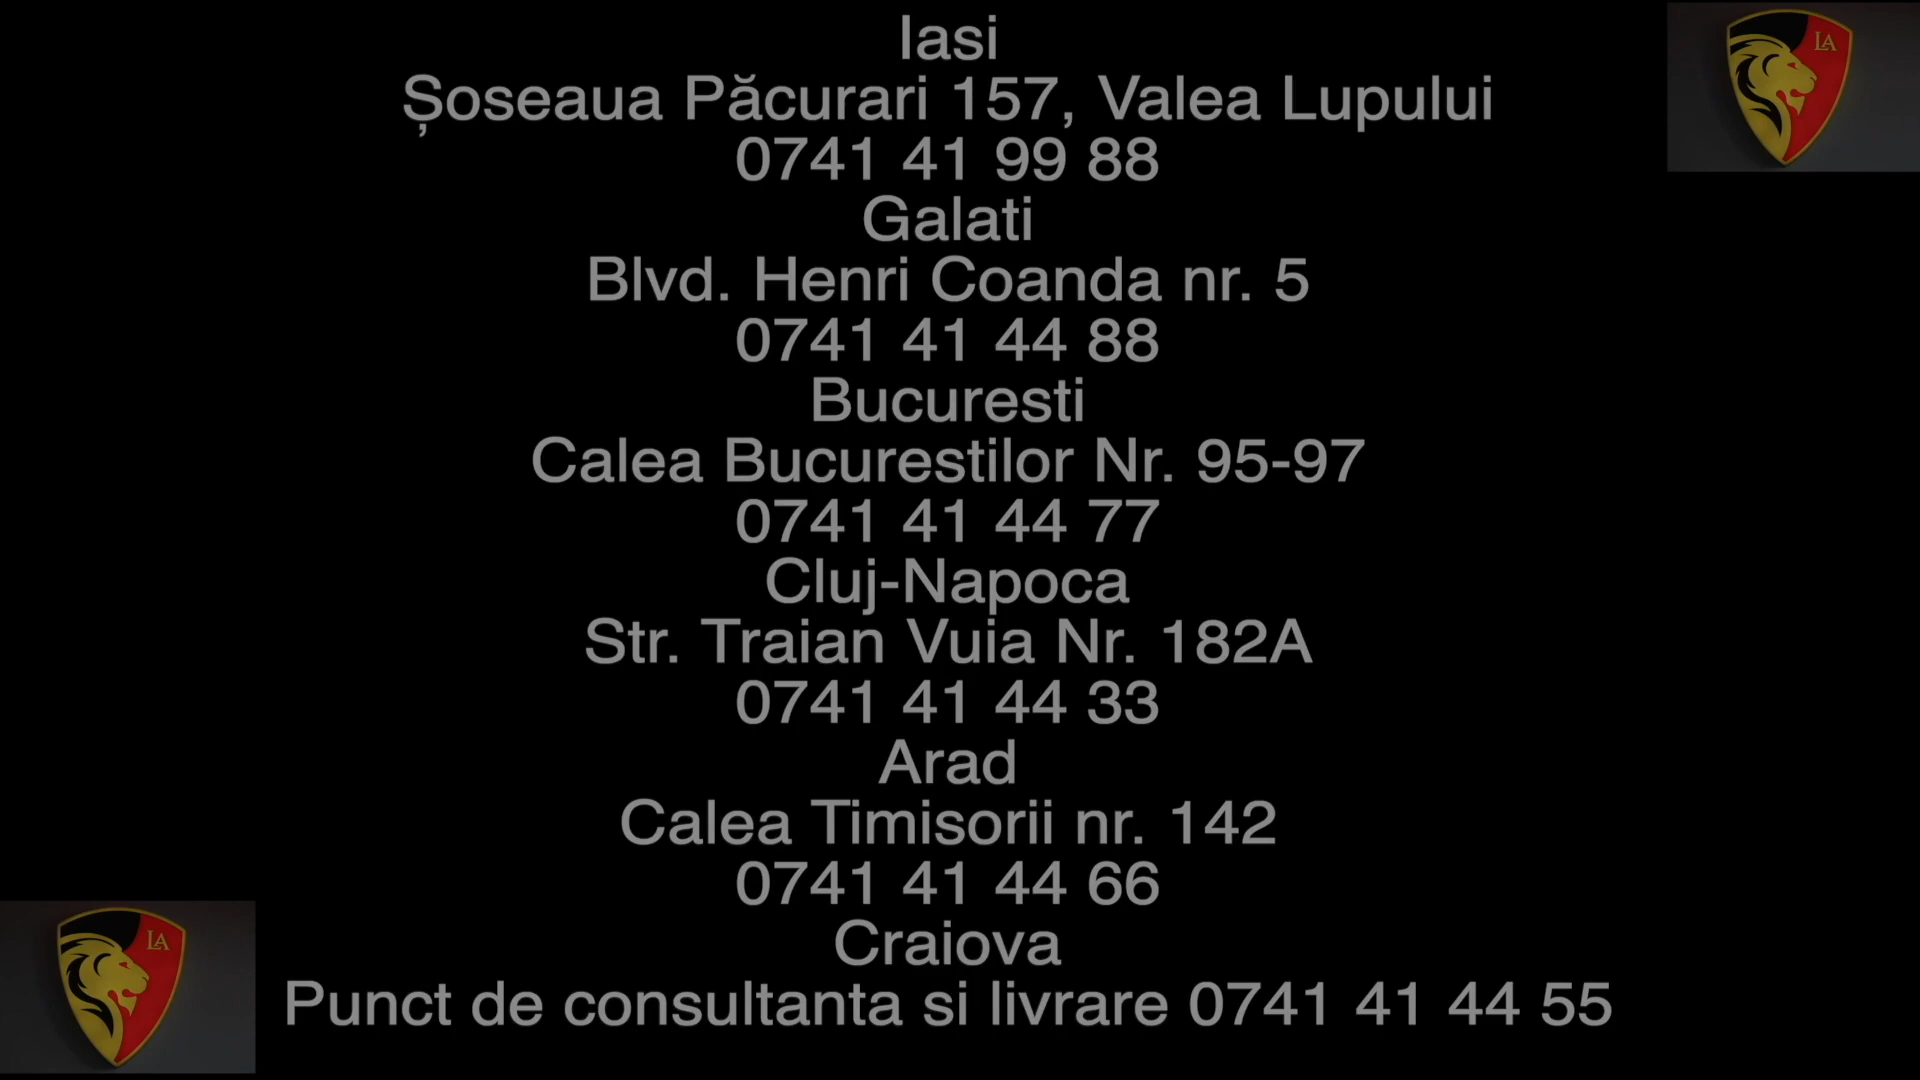 Iasi
Șoseaua Păcurari 157, Valea Lupului
0741 41 99 88
Galati
Blvd. Henri Coanda nr. 5
0741 41 44 88
Bucuresti
Calea Bucurestilor Nr. 95-97
0741 41 44 77
Cluj-Napoca
Str. Traian Vuia Nr. 182A
0741 41 44 33
Arad
Calea Timisorii nr. 142
0741 41 44 66
Craiova
Punct de consultanta si livrare 0741 41 44 55
LA
LA